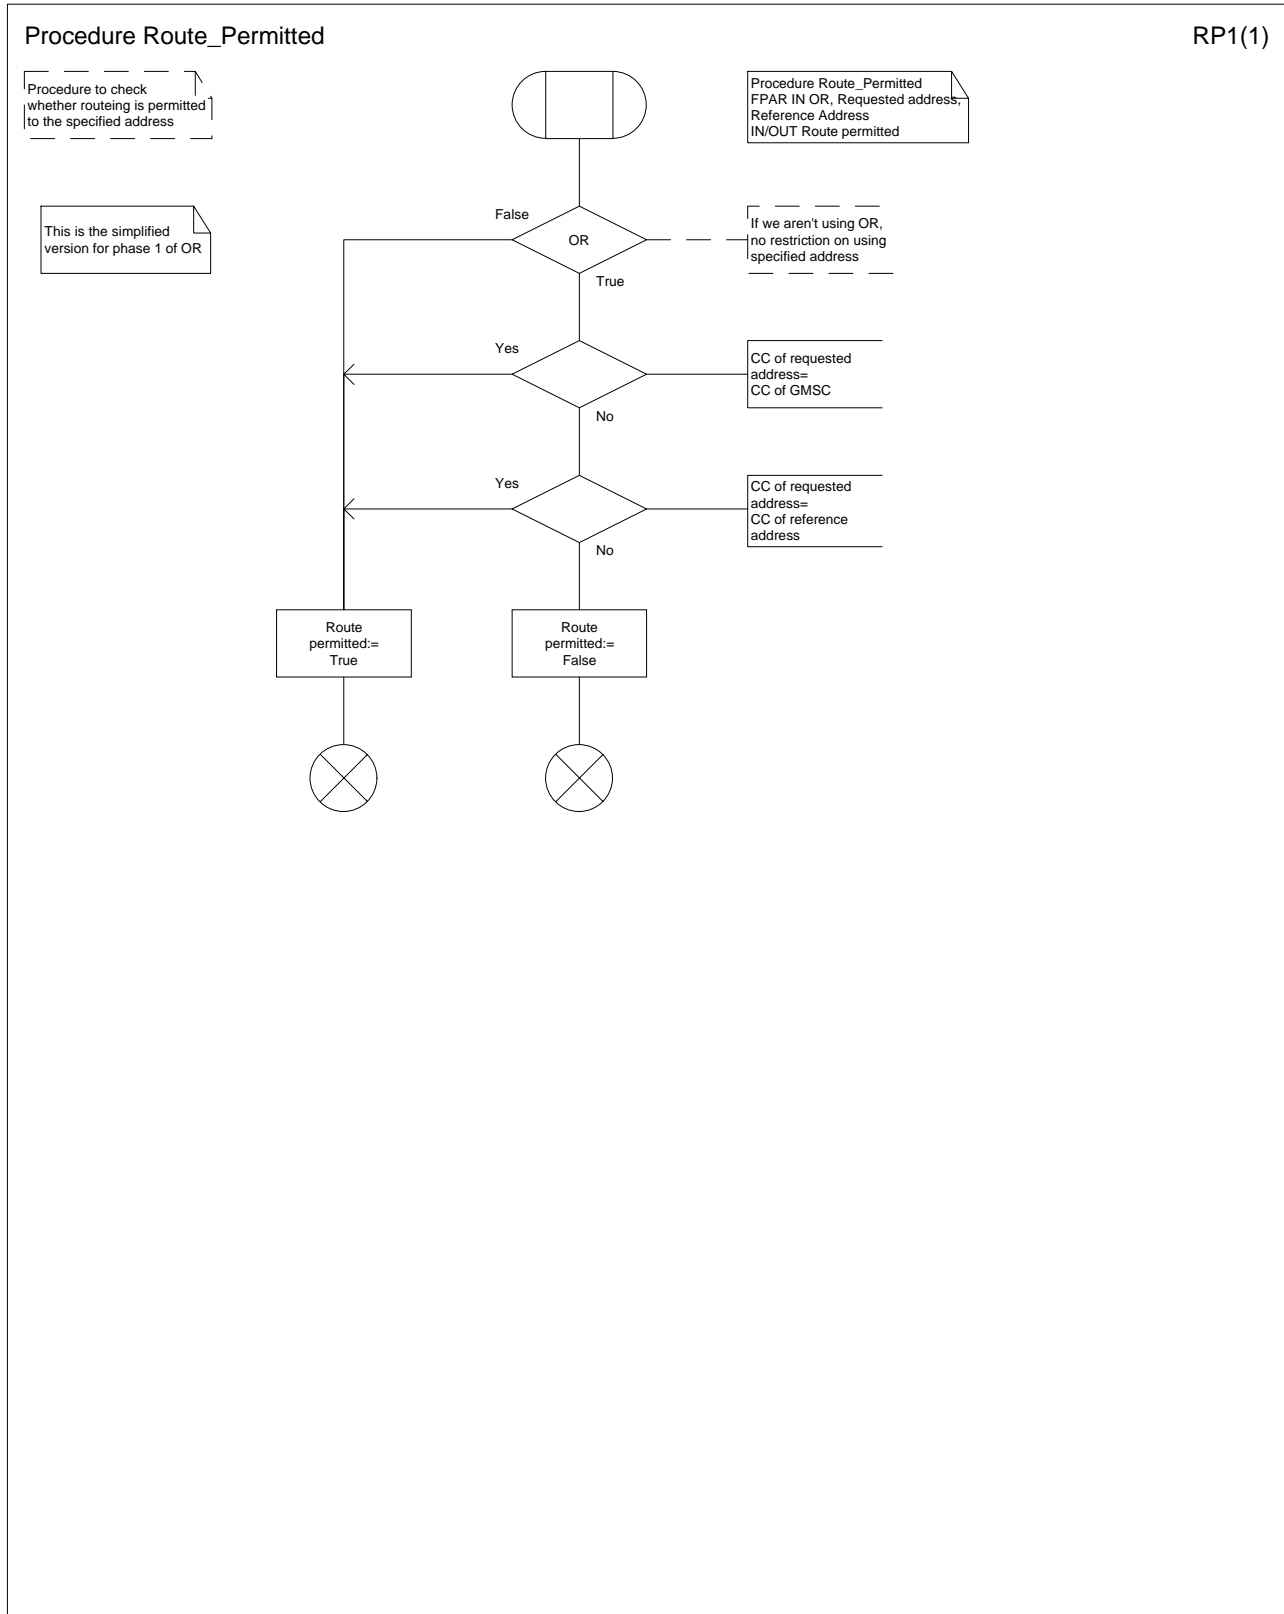 Procedure Route_Permitted
RP1(1)
Procedure to check
whether routeing is permitted
to the specified address
Procedure Route_Permitted
FPAR IN OR, Requested address,
Reference Address
IN/OUT Route permitted
This is the simplified
version for phase 1 of OR
False
OR
True
If we aren't using OR,
no restriction on using
specified address
Yes
No
CC of requested
address=
CC of GMSC
Yes
No
CC of requested
address=
CC of reference
address
Route
permitted:=
True
Route
permitted:=
False